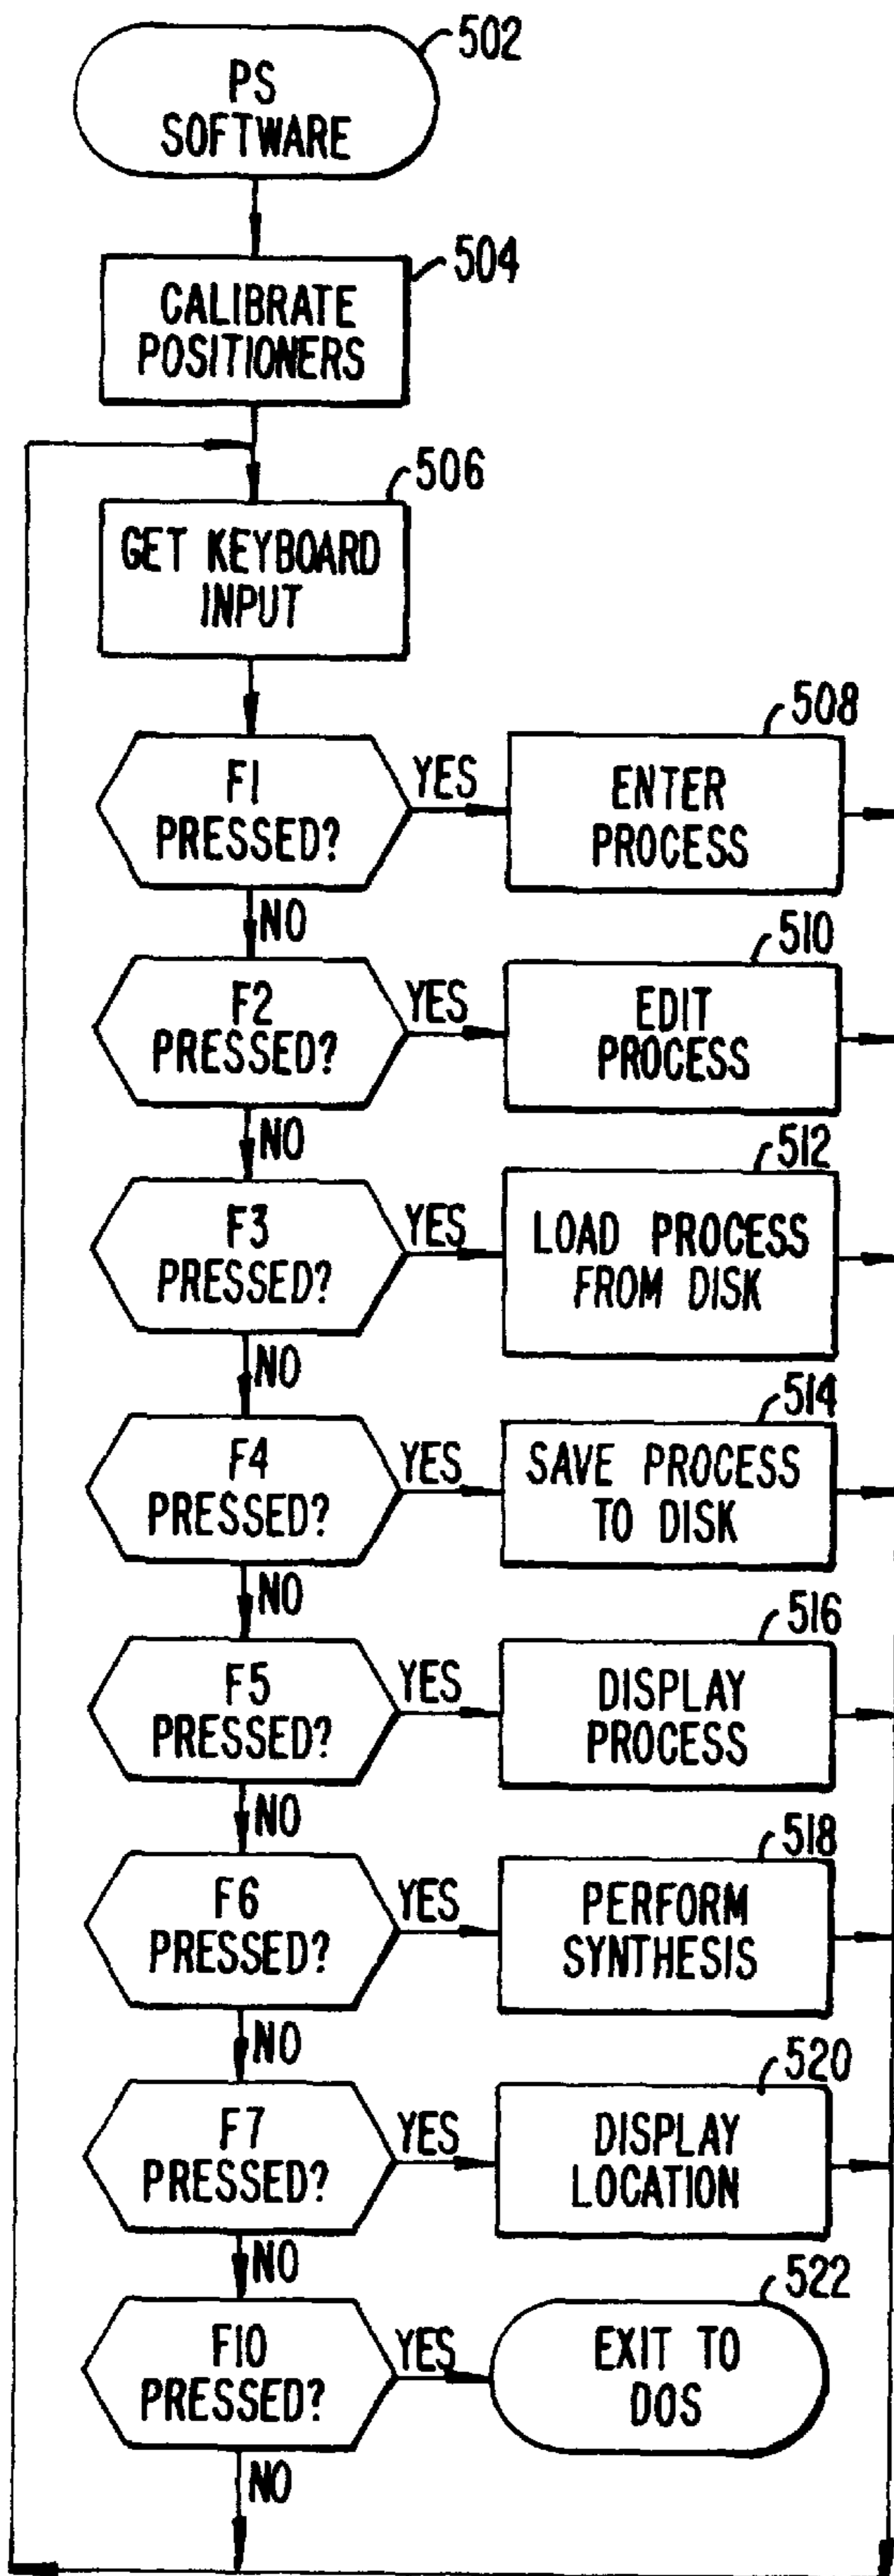 502
PS
SOFTWARE
504
CALIBRATE
POSITIONERS
506
GET KEYBOARD
INPUT
508
F1
PRESSED?
YES
ENTER
PROCESS
NO
510
F2
PRESSED?
YES
EDIT
PROCESS
NO
512
F3
PRESSED?
YES
LOAD PROCESS
FROM DISK
NO
514
F4
PRESSED?
YES
SAVE PROCESS
TO DISK
NO
516
F5
PRESSED?
YES
DISPLAY
PROCESS
NO
518
F6
PRESSED?
YES
PERFORM
SYNTHESIS
NO
520
F7
PRESSED?
YES
DISPLAY
LOCATION
NO
522
F10
PRESSED?
YES
EXIT TO
DOS
NO